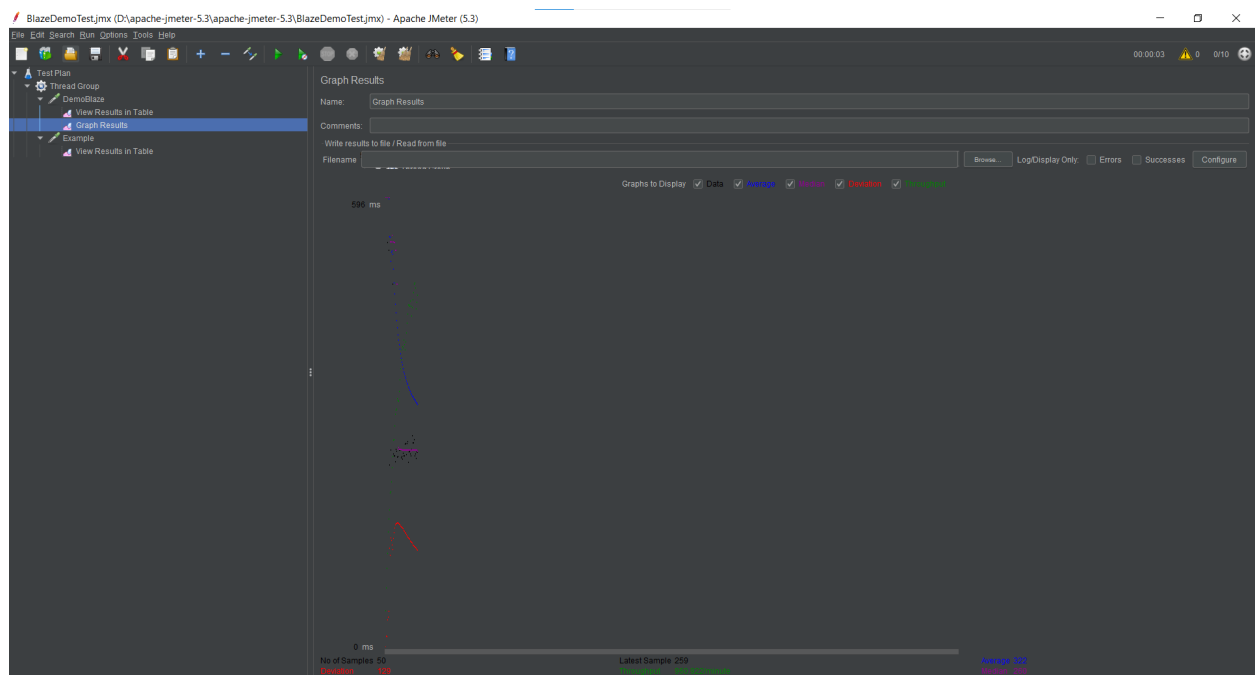 BlazeDemoTest.jmx (D:\apache-jmeter-5.3\apache-jmeter-5.3\BlazeDemoTest.jmx) - Apache JMeter (5.3)
File Edit Search Run Options Tools Help
00:00:03 0 0/10
Test Plan
Thread Group
DemoBlaze
View Results in Table
Graph Results
Example
View Results in Table
Graph Results
Name: Graph Results
Comments:
Write results to file / Read from file
Filename Browse... Log/Display Only: Errors Successes Configure
Graphs to Display Data Average Median Deviation Throughput
596 ms
0 ms
No of Samples 50 Latest Sample 259 Average 322